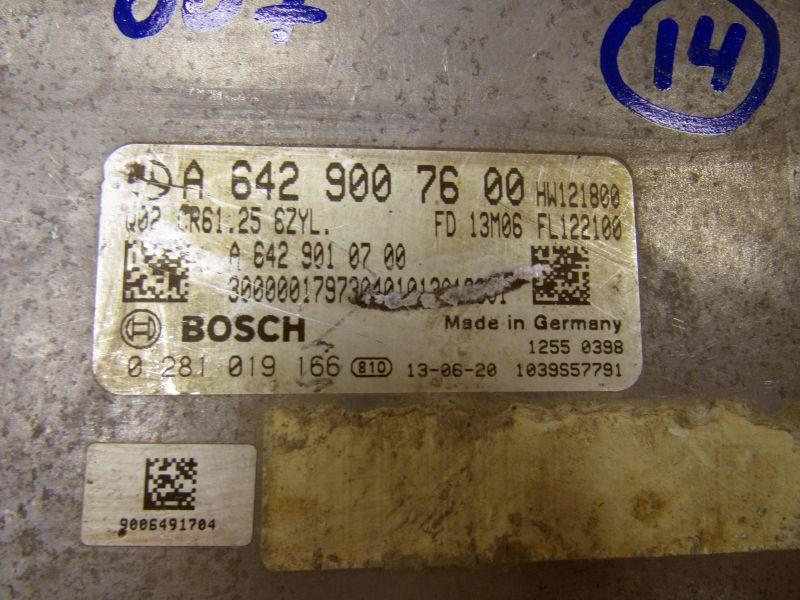 14
A 642 900 76 00 HW121800
Q02 CR61.25 6ZYL. FD 13M06 FL122100
A 642 901 07 00
BOSCH Made in Germany
1255 0398
0 281 019 166 810 13-06-20 1039S57791
9006491704